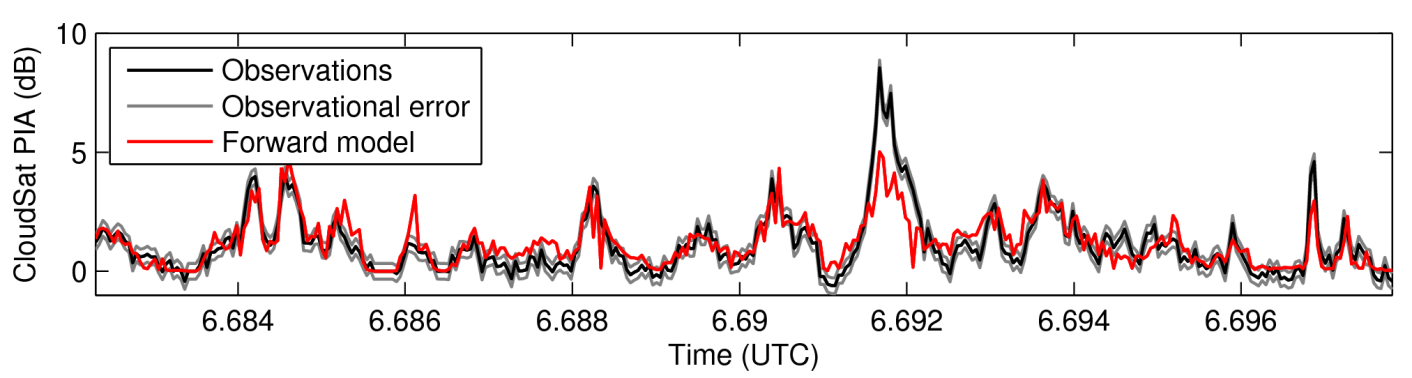 CloudSat PIA (dB)
10
5
0
Observations
Observational error
Forward model
6.684 6.686 6.688 6.69 6.692 6.694 6.696
Time (UTC)